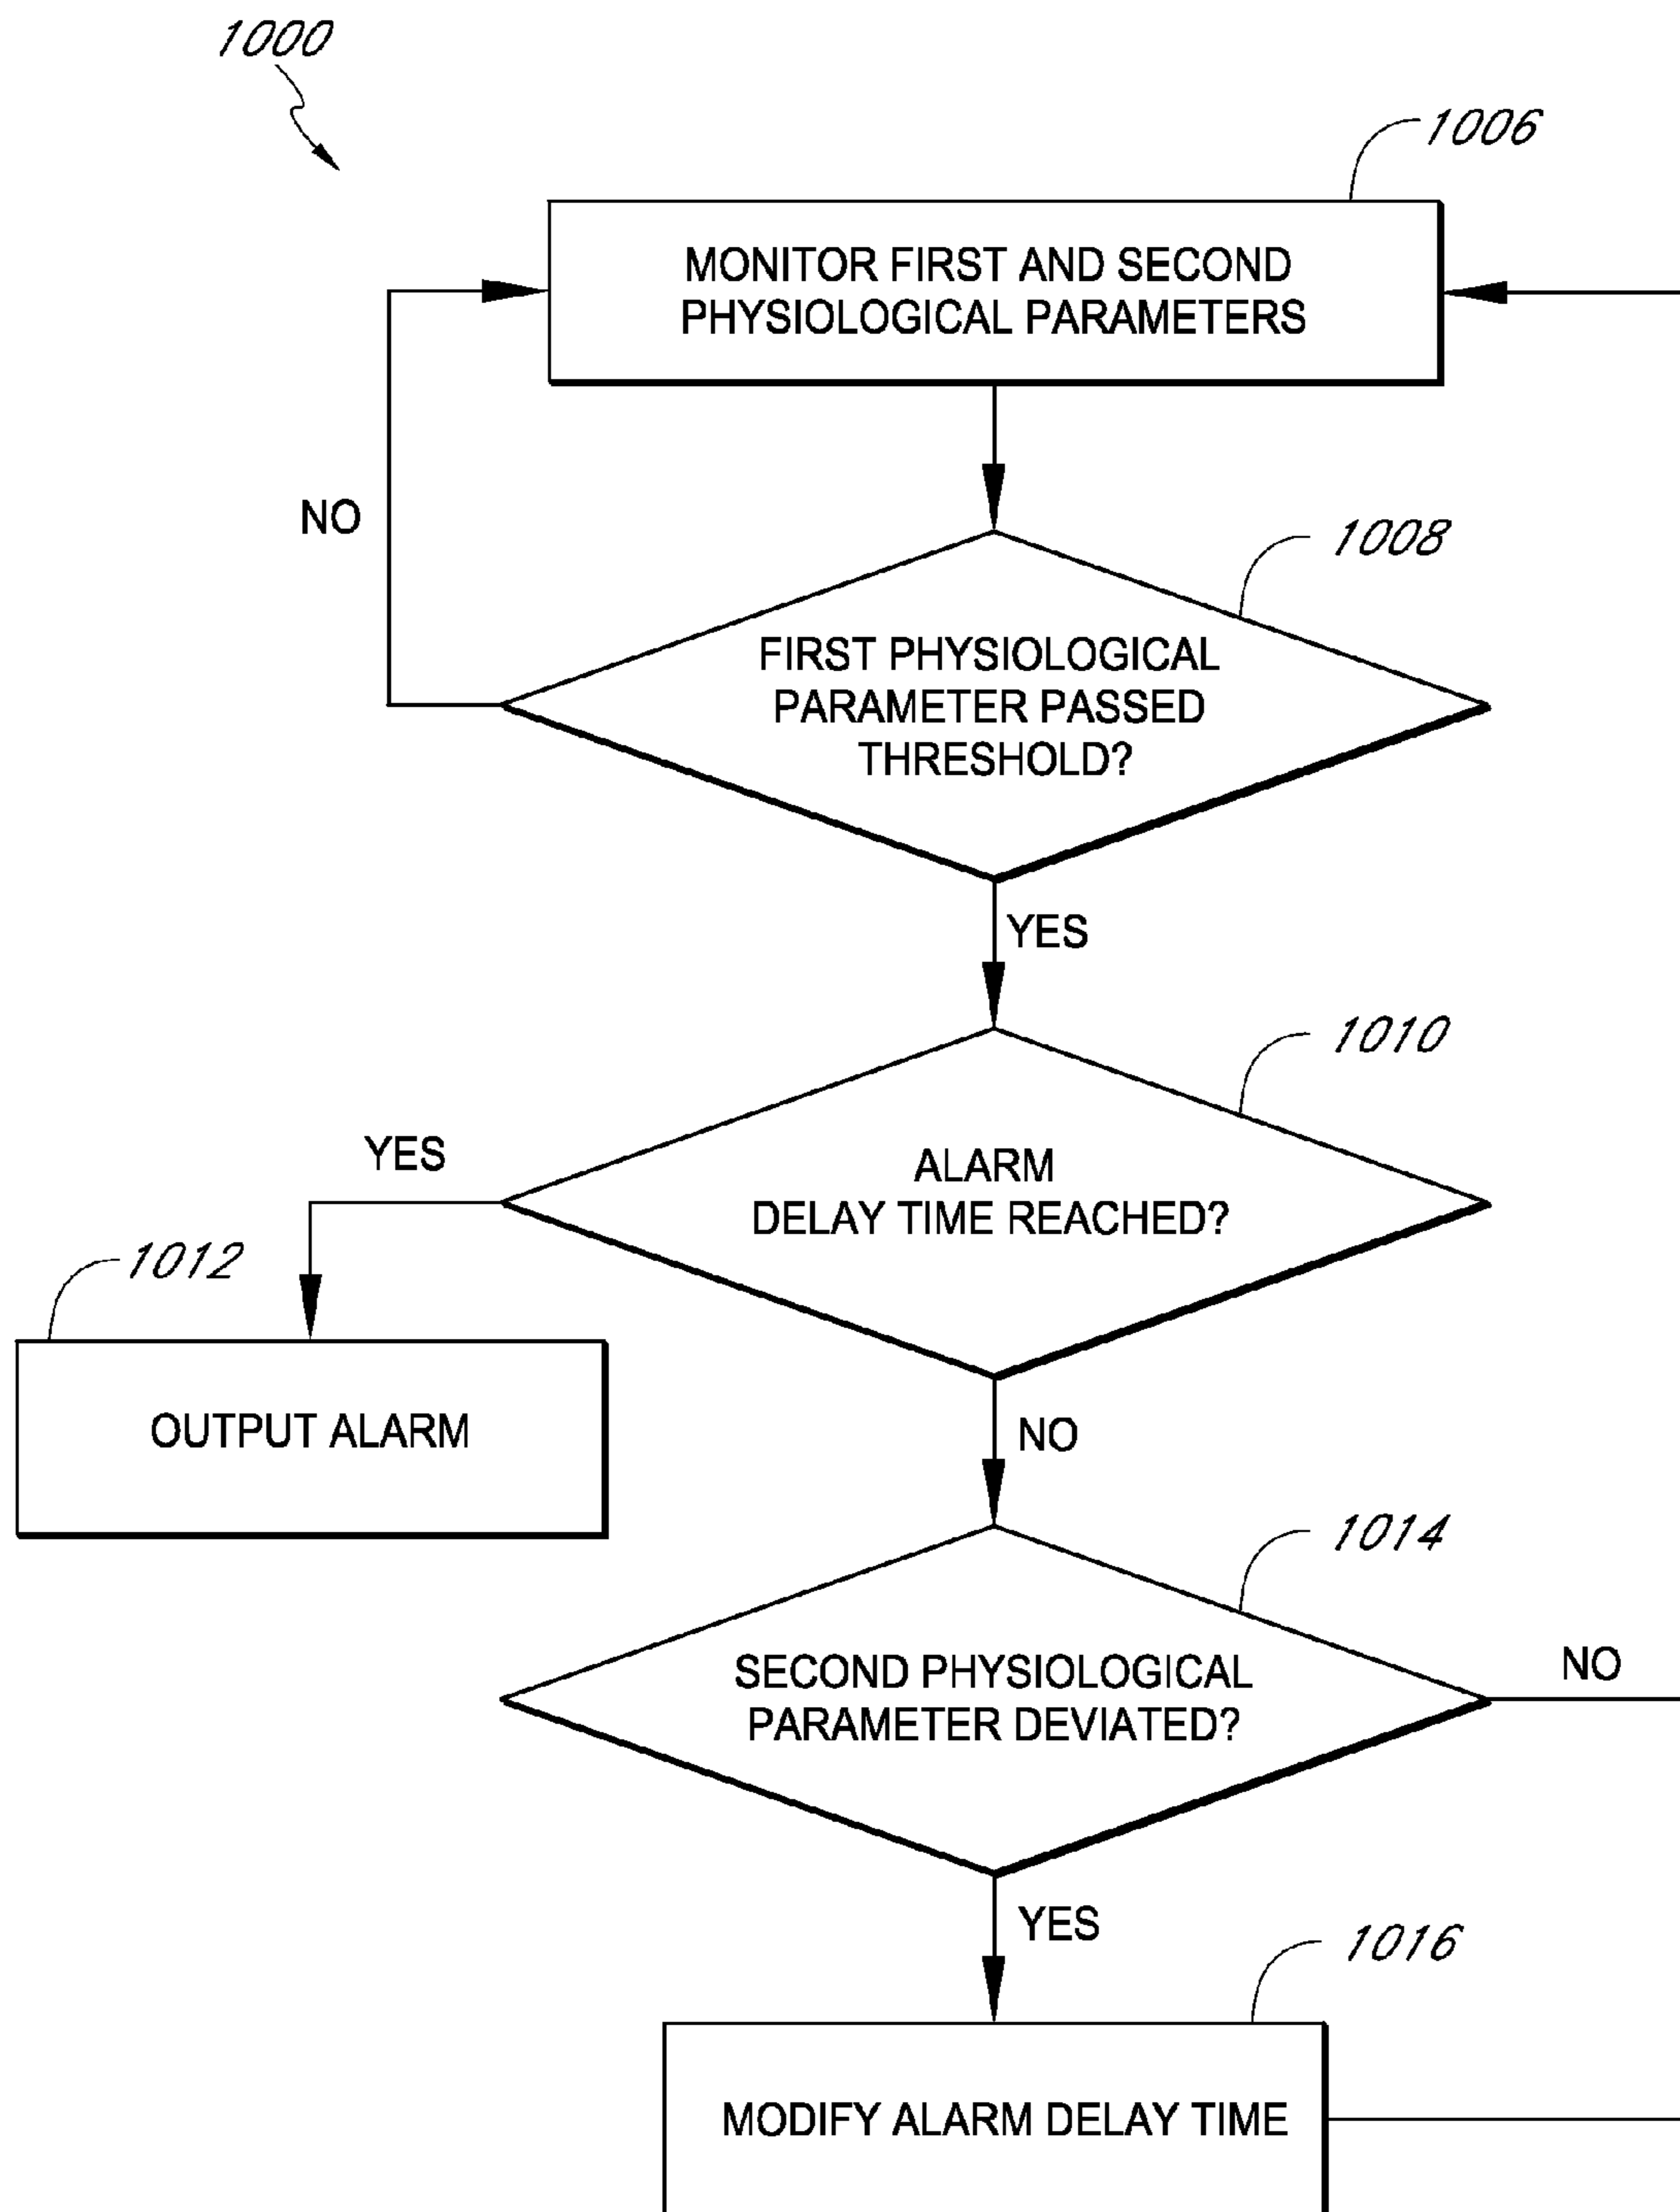 1000
1006
MONITOR FIRST AND SECOND
PHYSIOLOGICAL PARAMETERS
NO
1008
FIRST PHYSIOLOGICAL
PARAMETER PASSED
THRESHOLD?
YES
1010
ALARM
DELAY TIME REACHED?
YES
1012
OUTPUT ALARM
NO
1014
SECOND PHYSIOLOGICAL
PARAMETER DEVIATED?
NO
YES
1016
MODIFY ALARM DELAY TIME